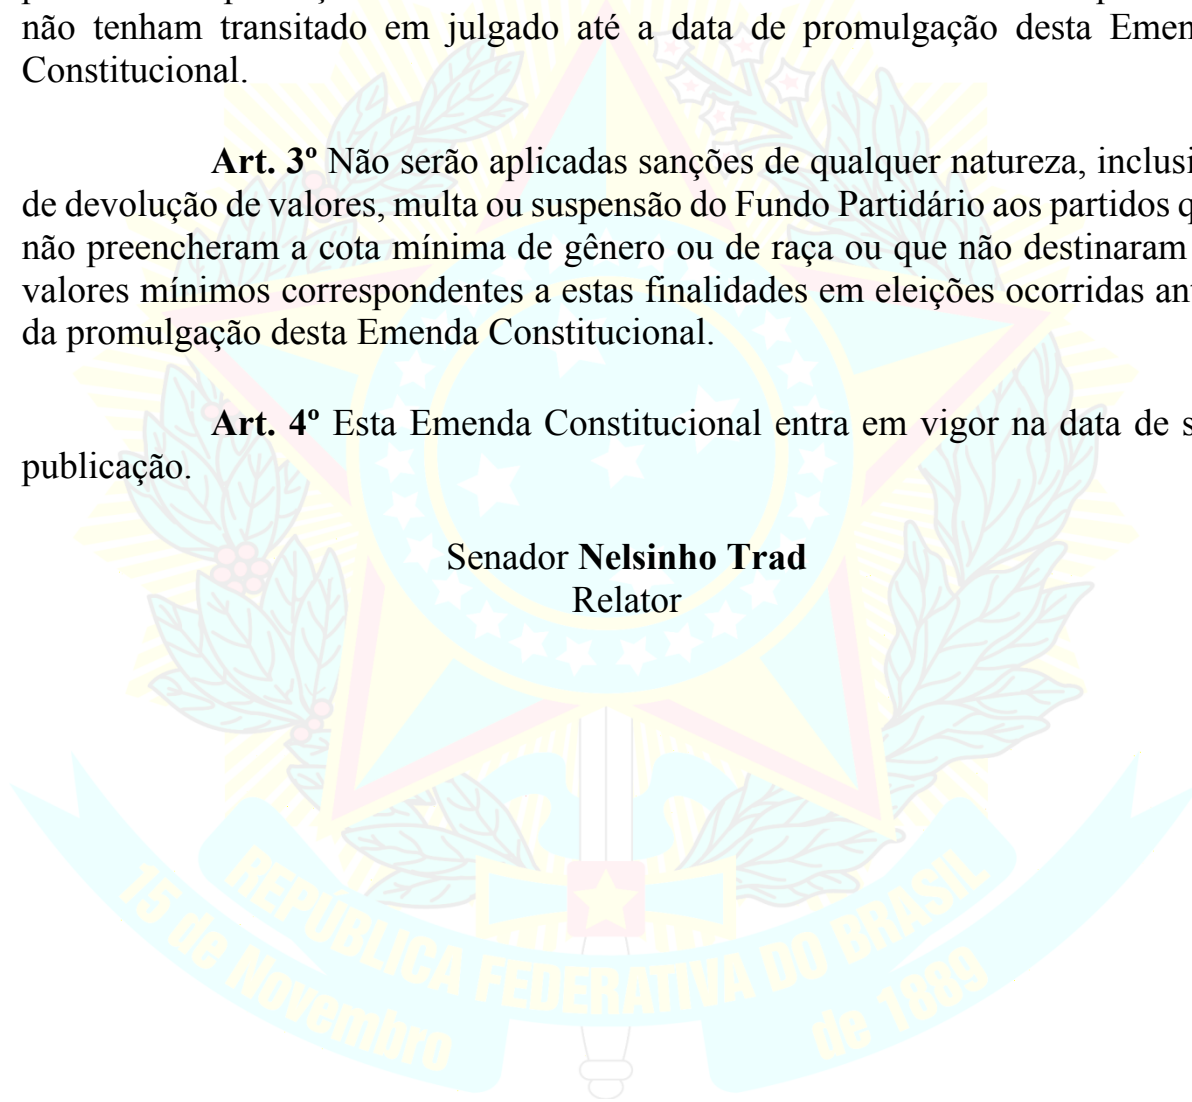 não tenham transitado em julgado até a data de promulgação desta Emen
Constitucional.
Art. 3º Não serão aplicadas sanções de qualquer natureza, inclusi
de devolução de valores, multa ou suspensão do Fundo Partidário aos partidos q
não preencheram a cota mínima de gênero ou de raça ou que não destinaram
valores mínimos correspondentes a estas finalidades em eleições ocorridas ant
da promulgação desta Emenda Constitucional.
Art. 4º Esta Emenda Constitucional entra em vigor na data de s
publicação.
Senador Nelsinho Trad
Relator
REPÚBLICA FEDERATIVA DO BRASIL
15 de Novembro
de 1889